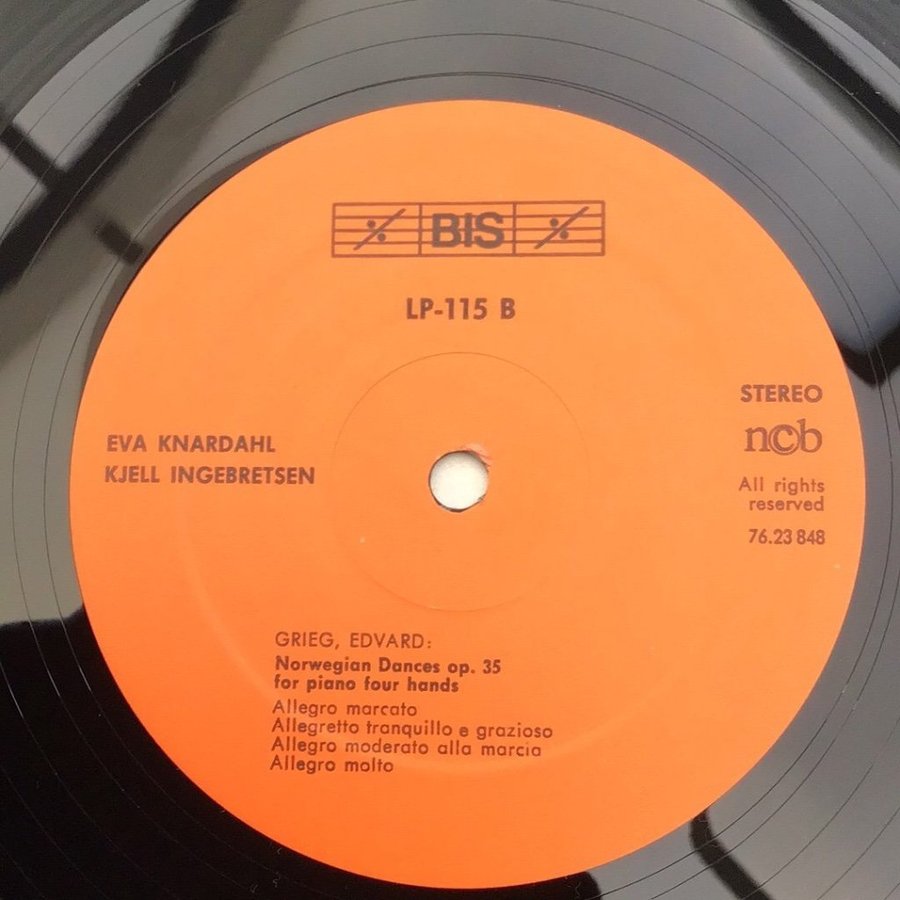 BIS
LP-115 B
EVA KNARDAHL
KJELL INGEBRETSEN
STEREO
ncb
All rights
reserved
76.23 848
GRIEG, EDVARD:
Norwegian Dances op. 35
for piano four hands
Allegro marcato
Allegretto tranquillo e grazioso
Allegro moderato alla marcia
Allegro molto